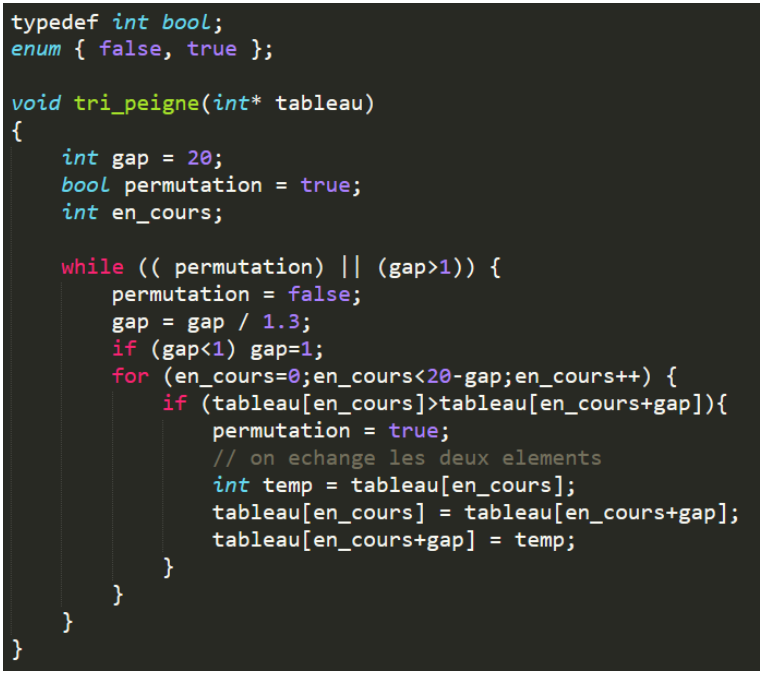 typedef int bool;
enum { false, true };
void tri_peigne(int* tableau)
{
    int gap = 20;
    bool permutation = true;
    int en_cours;
    while (( permutation) || (gap>1)) {
        permutation = false;
        gap = gap / 1.3;
        if (gap<1) gap=1;
        for (en_cours=0;en_cours<20-gap;en_cours++) {
            if (tableau[en_cours]>tableau[en_cours+gap]){
                permutation = true;
                // on echange les deux elements
                int temp = tableau[en_cours];
                tableau[en_cours] = tableau[en_cours+gap];
                tableau[en_cours+gap] = temp;
            }
        }
    }
}